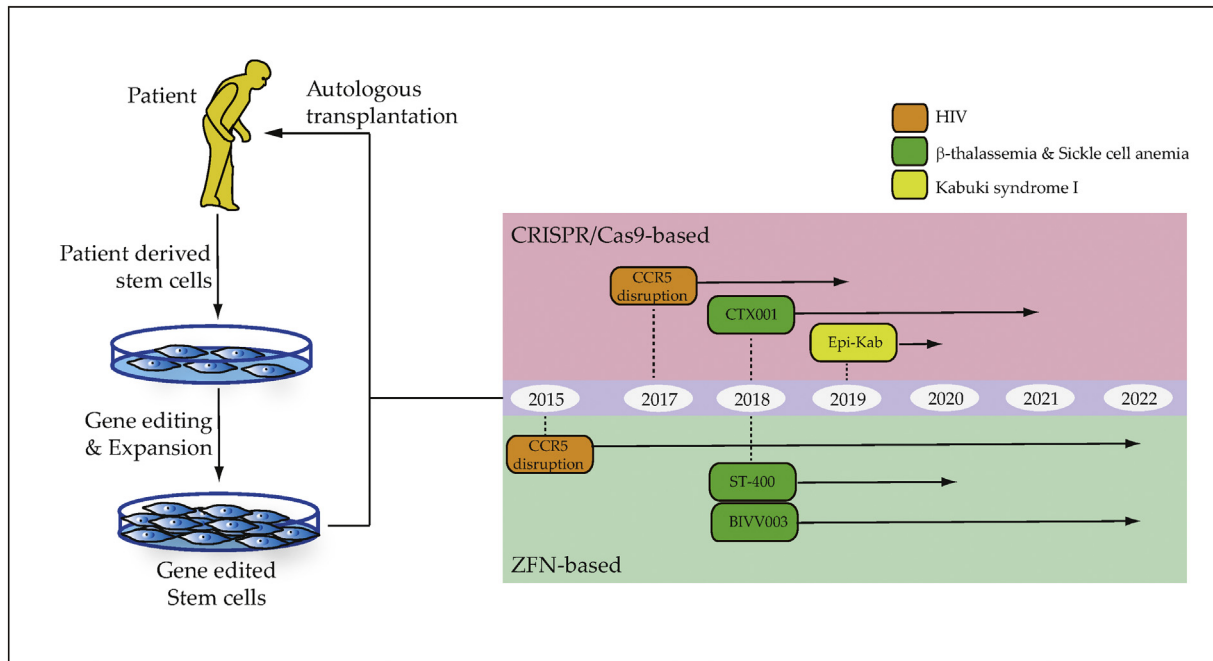 Patient
Autologous
transplantation
Patient derived
stem cells
Gene editing
& Expansion
Gene edited
Stem cells
HIV
β-thalassemia & Sickle cell anemia
Kabuki syndrome I
CRISPR/Cas9-based
CCR5
disruption
CTX001
Epi-Kab
2015 2017 2018 2019 2020 2021 2022
CCR5
disruption
ST-400
BIVV003
ZFN-based